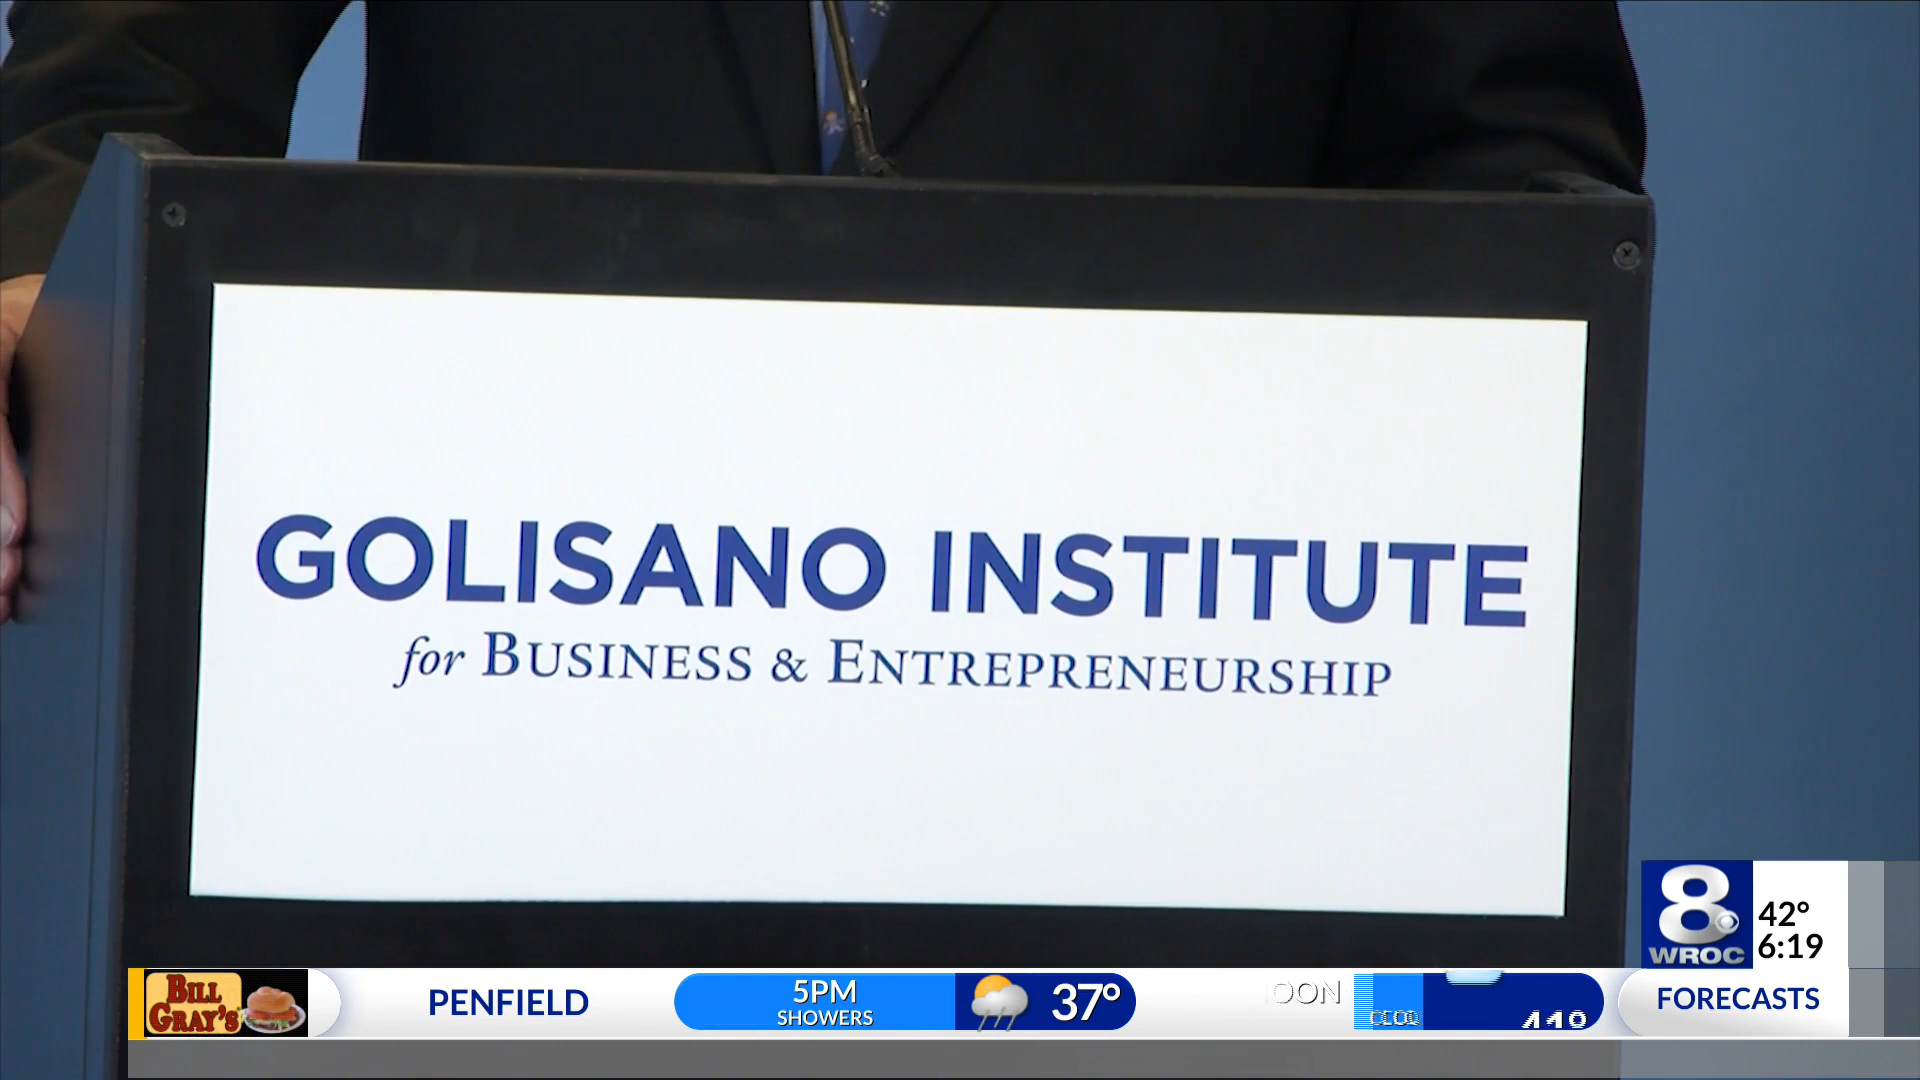 GOLISANO INSTITUTE
for BUSINESS & ENTREPRENEURSHIP
8
WROC
42°
6:19
BILL
GRAY'S
PENFIELD
5PM
SHOWERS
37°
FORECASTS